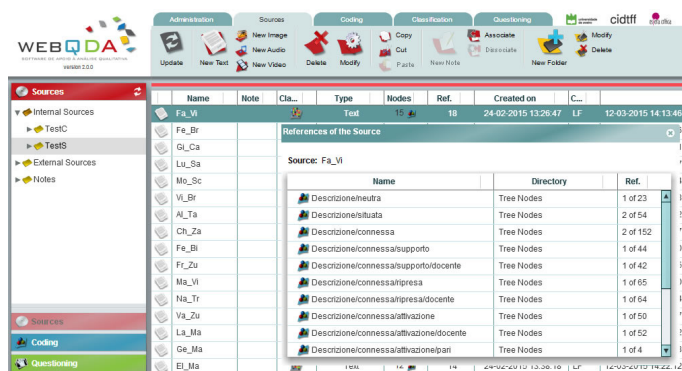 Administration Sources Coding Classification Questioning
universidade de aveiro cidtff esfera crítica
WEBQDA
SOFTWARE DE APOIO À ANÁLISE QUALITATIVA
version 2.0.0
Update New Text New Image New Audio New Video Delete Modify Copy Cut Paste New Note Associate Dissociate New Folder Modify Delete
Sources
Internal Sources
TestC
TestS
External Sources
Notes
Sources
Coding
Questioning
Name Note Cla... Type Nodes Ref. Created on C...
Fa_Vi Text 15 18 24-02-2015 13:26:47 LF 12-03-2015 14:13:46
Fe_Br
Gi_Ca
Lu_Sa
Mo_Sc
Vi_Br
Al_Ta
Ch_Za
Fe_Bi
Fr_Zu
Ma_Vi
Na_Tr
Va_Zu
La_Ma
Ge_Ma
El_Ma Text 12 14 24-02-2015 13:38:18 LF 12-03-2015 14:22:12
References of the Source
Source: Fa_Vi
Name Directory Ref.
Descrizione/neutra Tree Nodes 1 of 23
Descrizione/situata Tree Nodes 2 of 54
Descrizione/connessa Tree Nodes 2 of 152
Descrizione/connessa/supporto Tree Nodes 1 of 44
Descrizione/connessa/supporto/docente Tree Nodes 1 of 42
Descrizione/connessa/ripresa Tree Nodes 1 of 65
Descrizione/connessa/ripresa/docente Tree Nodes 1 of 64
Descrizione/connessa/attivazione Tree Nodes 1 of 50
Descrizione/connessa/attivazione/docente Tree Nodes 1 of 52
Descrizione/connessa/attivazione/pari Tree Nodes 1 of 4